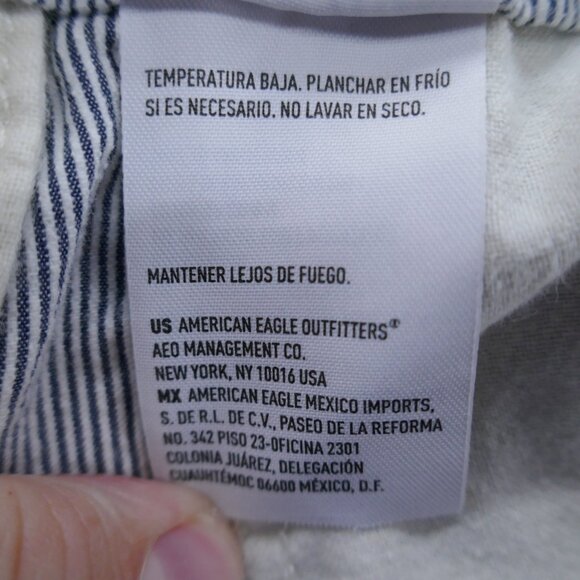 TEMPERATURA BAJA. PLANCHAR EN FRÍO
SI ES NECESARIO. NO LAVAR EN SECO.
MANTENER LEJOS DE FUEGO.
US AMERICAN EAGLE OUTFITTERS®
AEO MANAGEMENT CO.
NEW YORK, NY 10016 USA
MX AMERICAN EAGLE MEXICO IMPORTS,
S. DE R.L. DE C.V., PASEO DE LA REFORMA
NO. 342 PISO 23-OFICINA 2301
COLONIA JUÁREZ, DELEGACIÓN
CUAUHTÉMOC 06600 MÉXICO, D.F.